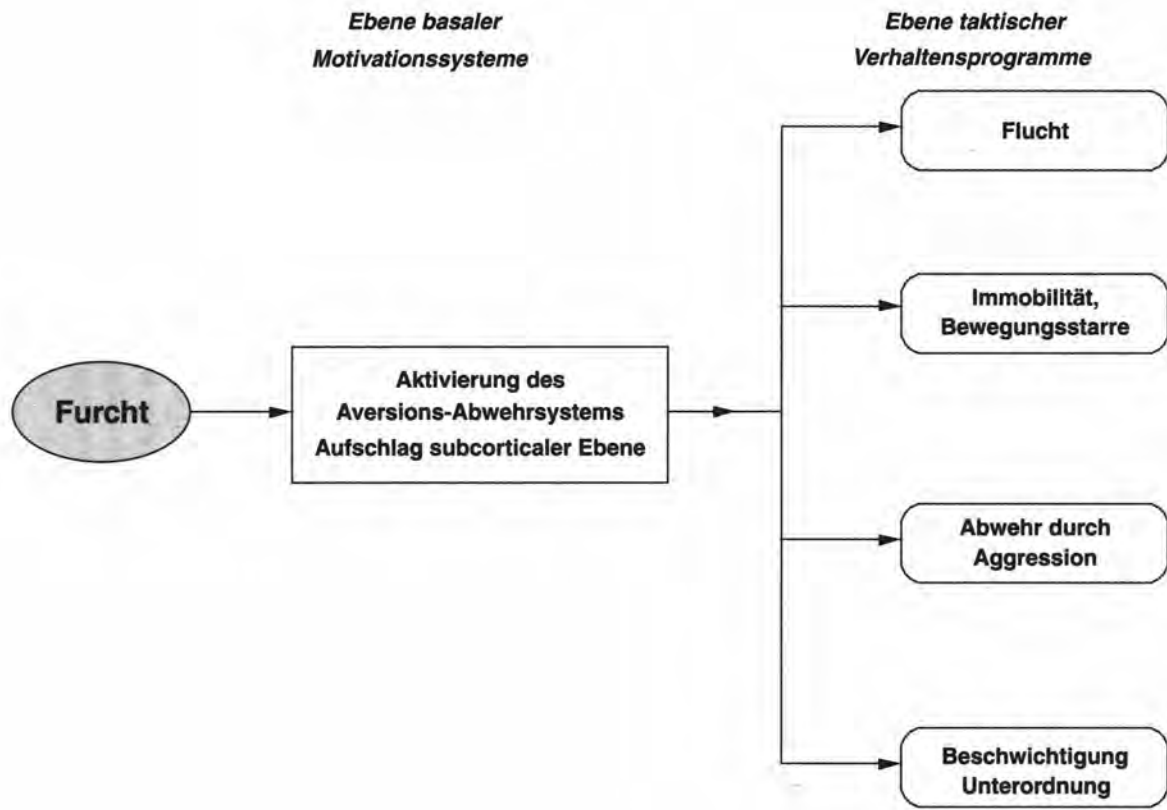 Ebene basaler
Motivationssysteme
Ebene taktischer
Verhaltensprogramme
Furcht
Aktivierung des
Aversions-Abwehrsystems
Aufschlag subcorticaler Ebene
Flucht
Immobilität,
Bewegungsstarre
Abwehr durch
Aggression
Beschwichtigung
Unterordnung